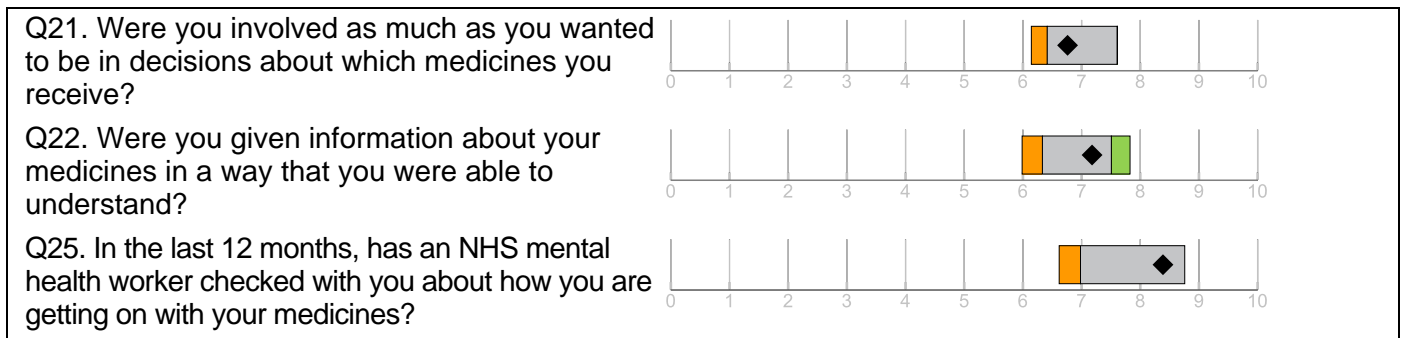 Q21. Were you involved as much as you wanted
to be in decisions about which medicines you
receive?
0 1 2 3 4 5 6 7 8 9 10
Q22. Were you given information about your
medicines in a way that you were able to
understand?
0 1 2 3 4 5 6 7 8 9 10
Q25. In the last 12 months, has an NHS mental
health worker checked with you about how you are
getting on with your medicines?
0 1 2 3 4 5 6 7 8 9 10